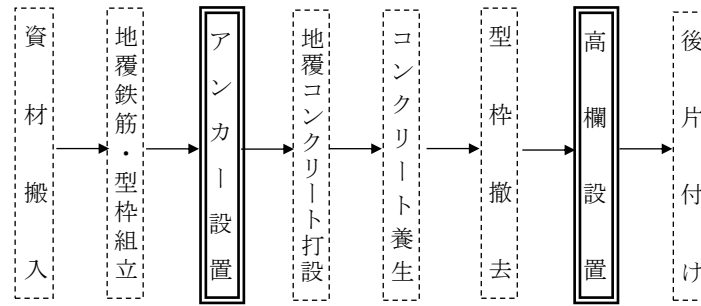 資材搬入
地覆鉄筋・型枠組立
アンカー設置
地覆コンクリート打設
コンクリート養生
型枠撤去
高欄設置
後片付け